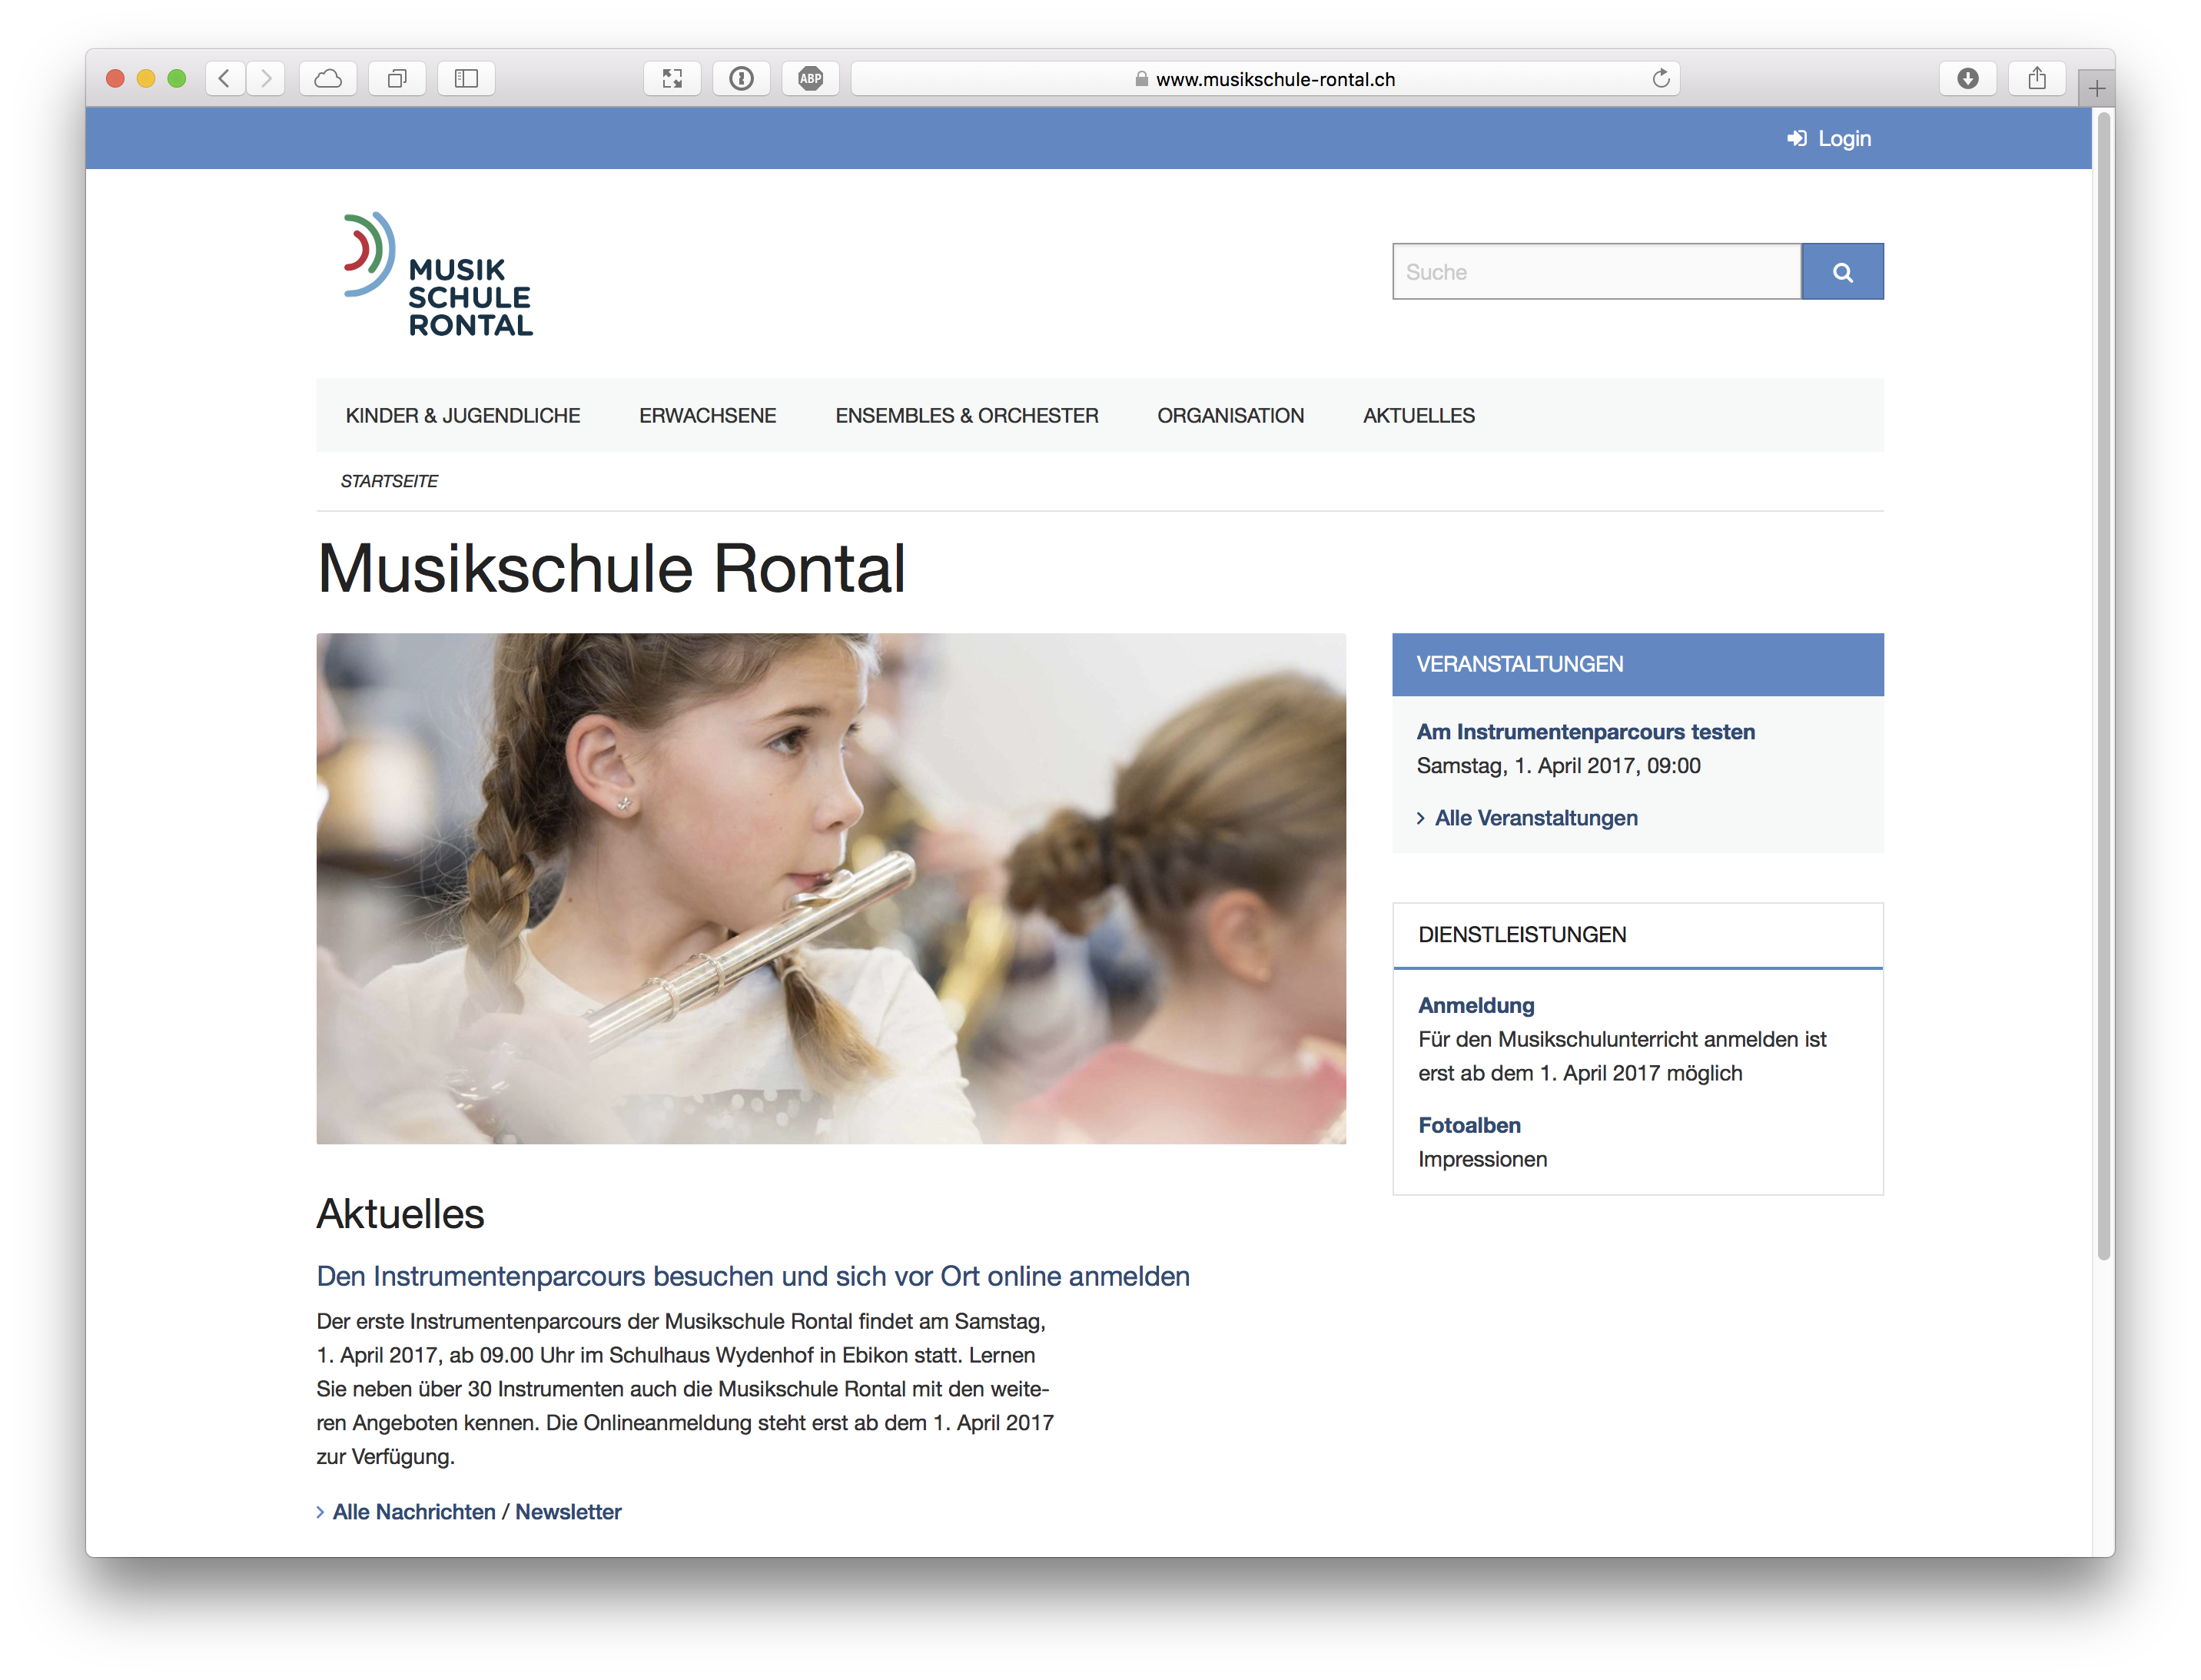 ABP
www.musikschule-rontal.ch
Login
MUSIK
SCHULE
RONTAL
Suche
KINDER & JUGENDLICHE
ERWACHSENE
ENSEMBLES & ORCHESTER
ORGANISATION
AKTUELLES
STARTSEITE
Musikschule Rontal
VERANSTALTUNGEN
Am Instrumentenparcours testen
Samstag, 1. April 2017, 09:00
Alle Veranstaltungen
DIENSTLEISTUNGEN
Anmeldung
Für den Musikschulunterricht anmelden ist
erst ab dem 1. April 2017 möglich
Fotoalben
Impressionen
Aktuelles
Den Instrumentenparcours besuchen und sich vor Ort online anmelden
Der erste Instrumentenparcours der Musikschule Rontal findet am Samstag,
1. April 2017, ab 09.00 Uhr im Schulhaus Wydenhof in Ebikon statt. Lernen
Sie neben über 30 Instrumenten auch die Musikschule Rontal mit den weite-
ren Angeboten kennen. Die Onlineanmeldung steht erst ab dem 1. April 2017
zur Verfügung.
Alle Nachrichten / Newsletter